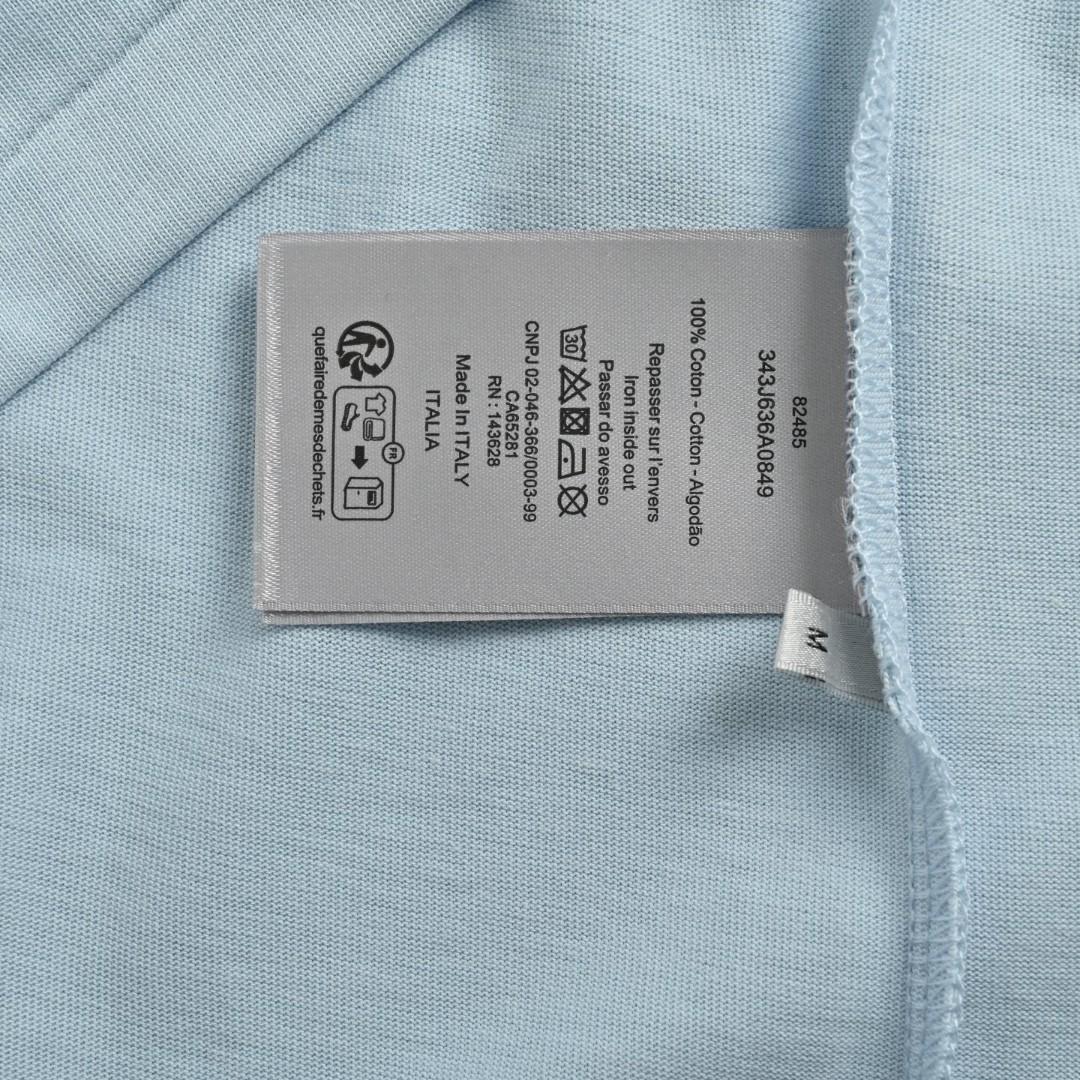 82485
343J636A0849
100% Coton - Cotton - Algodão
Repasser sur l'envers
Iron inside out
Passar do avesso
30
CNPJ 02-046-366/0003-99
CA65281
RN : 143628
Made In ITALY
ITALIA
FR
quefairedemesdechets.fr
M